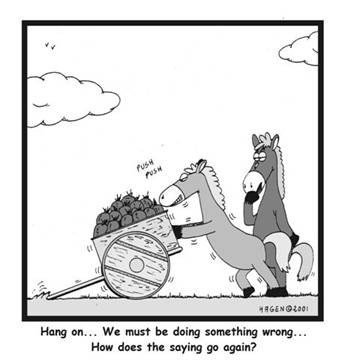 PUSH
PUSH
HAGEN©2001
Hang on... We must be doing something wrong...
How does the saying go again?